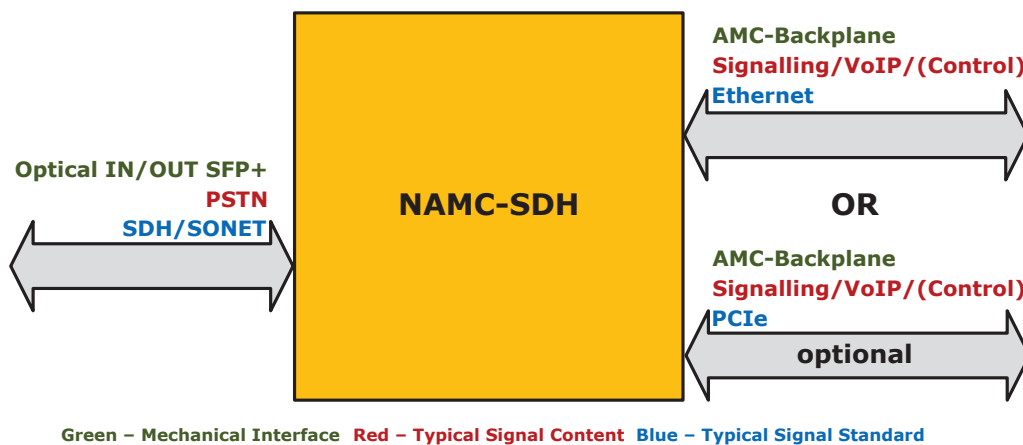 Optical IN/OUT SFP+
PSTN
SDH/SONET
NAMC-SDH
AMC-Backplane
Signalling/VoIP/(Control)
Ethernet
OR
AMC-Backplane
Signalling/VoIP/(Control)
PCIe
optional
Green – Mechanical Interface Red – Typical Signal Content Blue – Typical Signal Standard